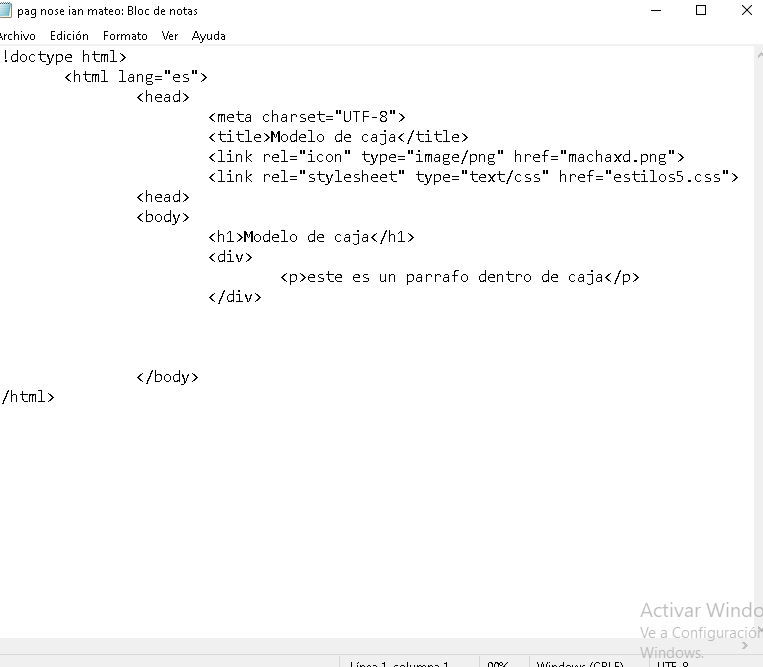 pag nose ian mateo: Bloc de notas
Archivo Edición Formato Ver Ayuda
!doctype html>
<html lang="es">
<head>
<meta charset="UTF-8">
<title>Modelo de caja</title>
<link rel="icon" type="image/png" href="machaxd.png">
<link rel="stylesheet" type="text/css" href="estilos5.css">
<head>
<body>
<h1>Modelo de caja</h1>
<div>
<p>este es un parrafo dentro de caja</p>
</div>
</body>
/html>
Activar Windo
Ve a Configuración
Windows.
Línea 1, columna 1 90% Windows (CRLF) UTF-8